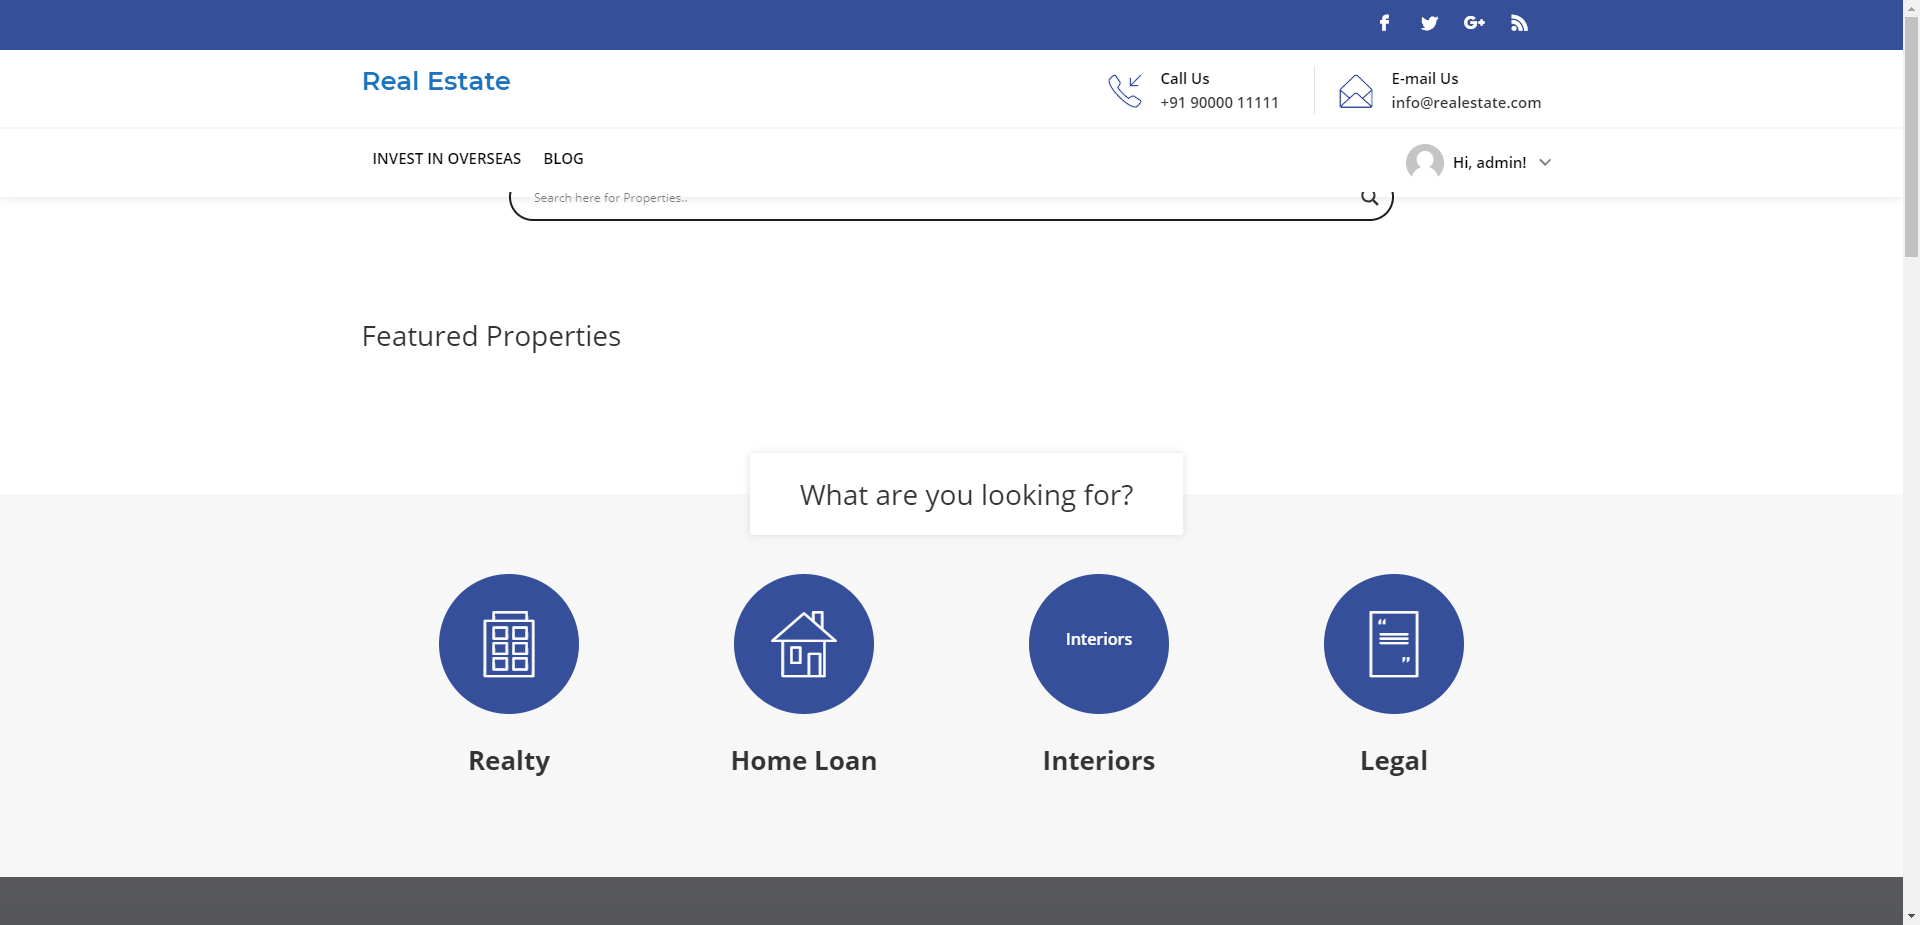 Real Estate
Call Us
+91 90000 11111
E-mail Us
info@realestate.com
INVEST IN OVERSEAS
BLOG
Hi, admin!
Search here for Properties..
Featured Properties
What are you looking for?
Interiors
Realty
Home Loan
Interiors
Legal